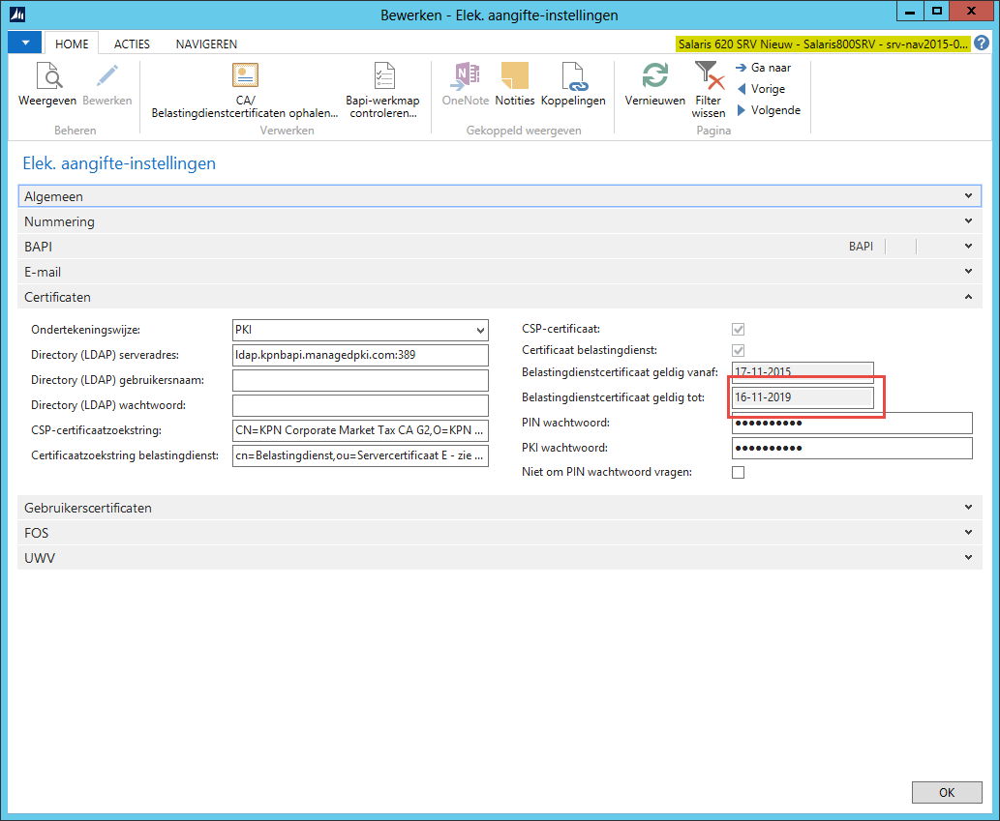 Bewerken - Elek. aangifte-instellingen
HOME ACTIES NAVIGEREN
Salaris 620 SRV Nieuw - Salaris800SRV - srv-nav2015-0...
Weergeven Bewerken
Beheren
CA/
Belastingdienstcertificaten ophalen...
Bapi-werkmap
controleren...
Verwerken
OneNote Notities Koppelingen
Gekoppeld weergeven
Vernieuwen
Filter
wissen
Ga naar
Vorige
Volgende
Pagina
Elek. aangifte-instellingen
Algemeen
Nummering
BAPI BAPI
E-mail
Certificaten
Ondertekeningswijze: PKI
Directory (LDAP) serveradres: ldap.kpnbapi.managedpki.com:389
Directory (LDAP) gebruikersnaam:
Directory (LDAP) wachtwoord:
CSP-certificaatzoekstring: CN=KPN Corporate Market Tax CA G2,O=KPN ...
Certificaatzoekstring belastingdienst: cn=Belastingdienst,ou=Servercertificaat E - zie ...
CSP-certificaat:
Certificaat belastingdienst:
Belastingdienstcertificaat geldig vanaf: 17-11-2015
Belastingdienstcertificaat geldig tot: 16-11-2019
PIN wachtwoord: ●●●●●●●●●●
PKI wachtwoord: ●●●●●●●●●●
Niet om PIN wachtwoord vragen:
Gebruikerscertificaten
FOS
UWV
OK